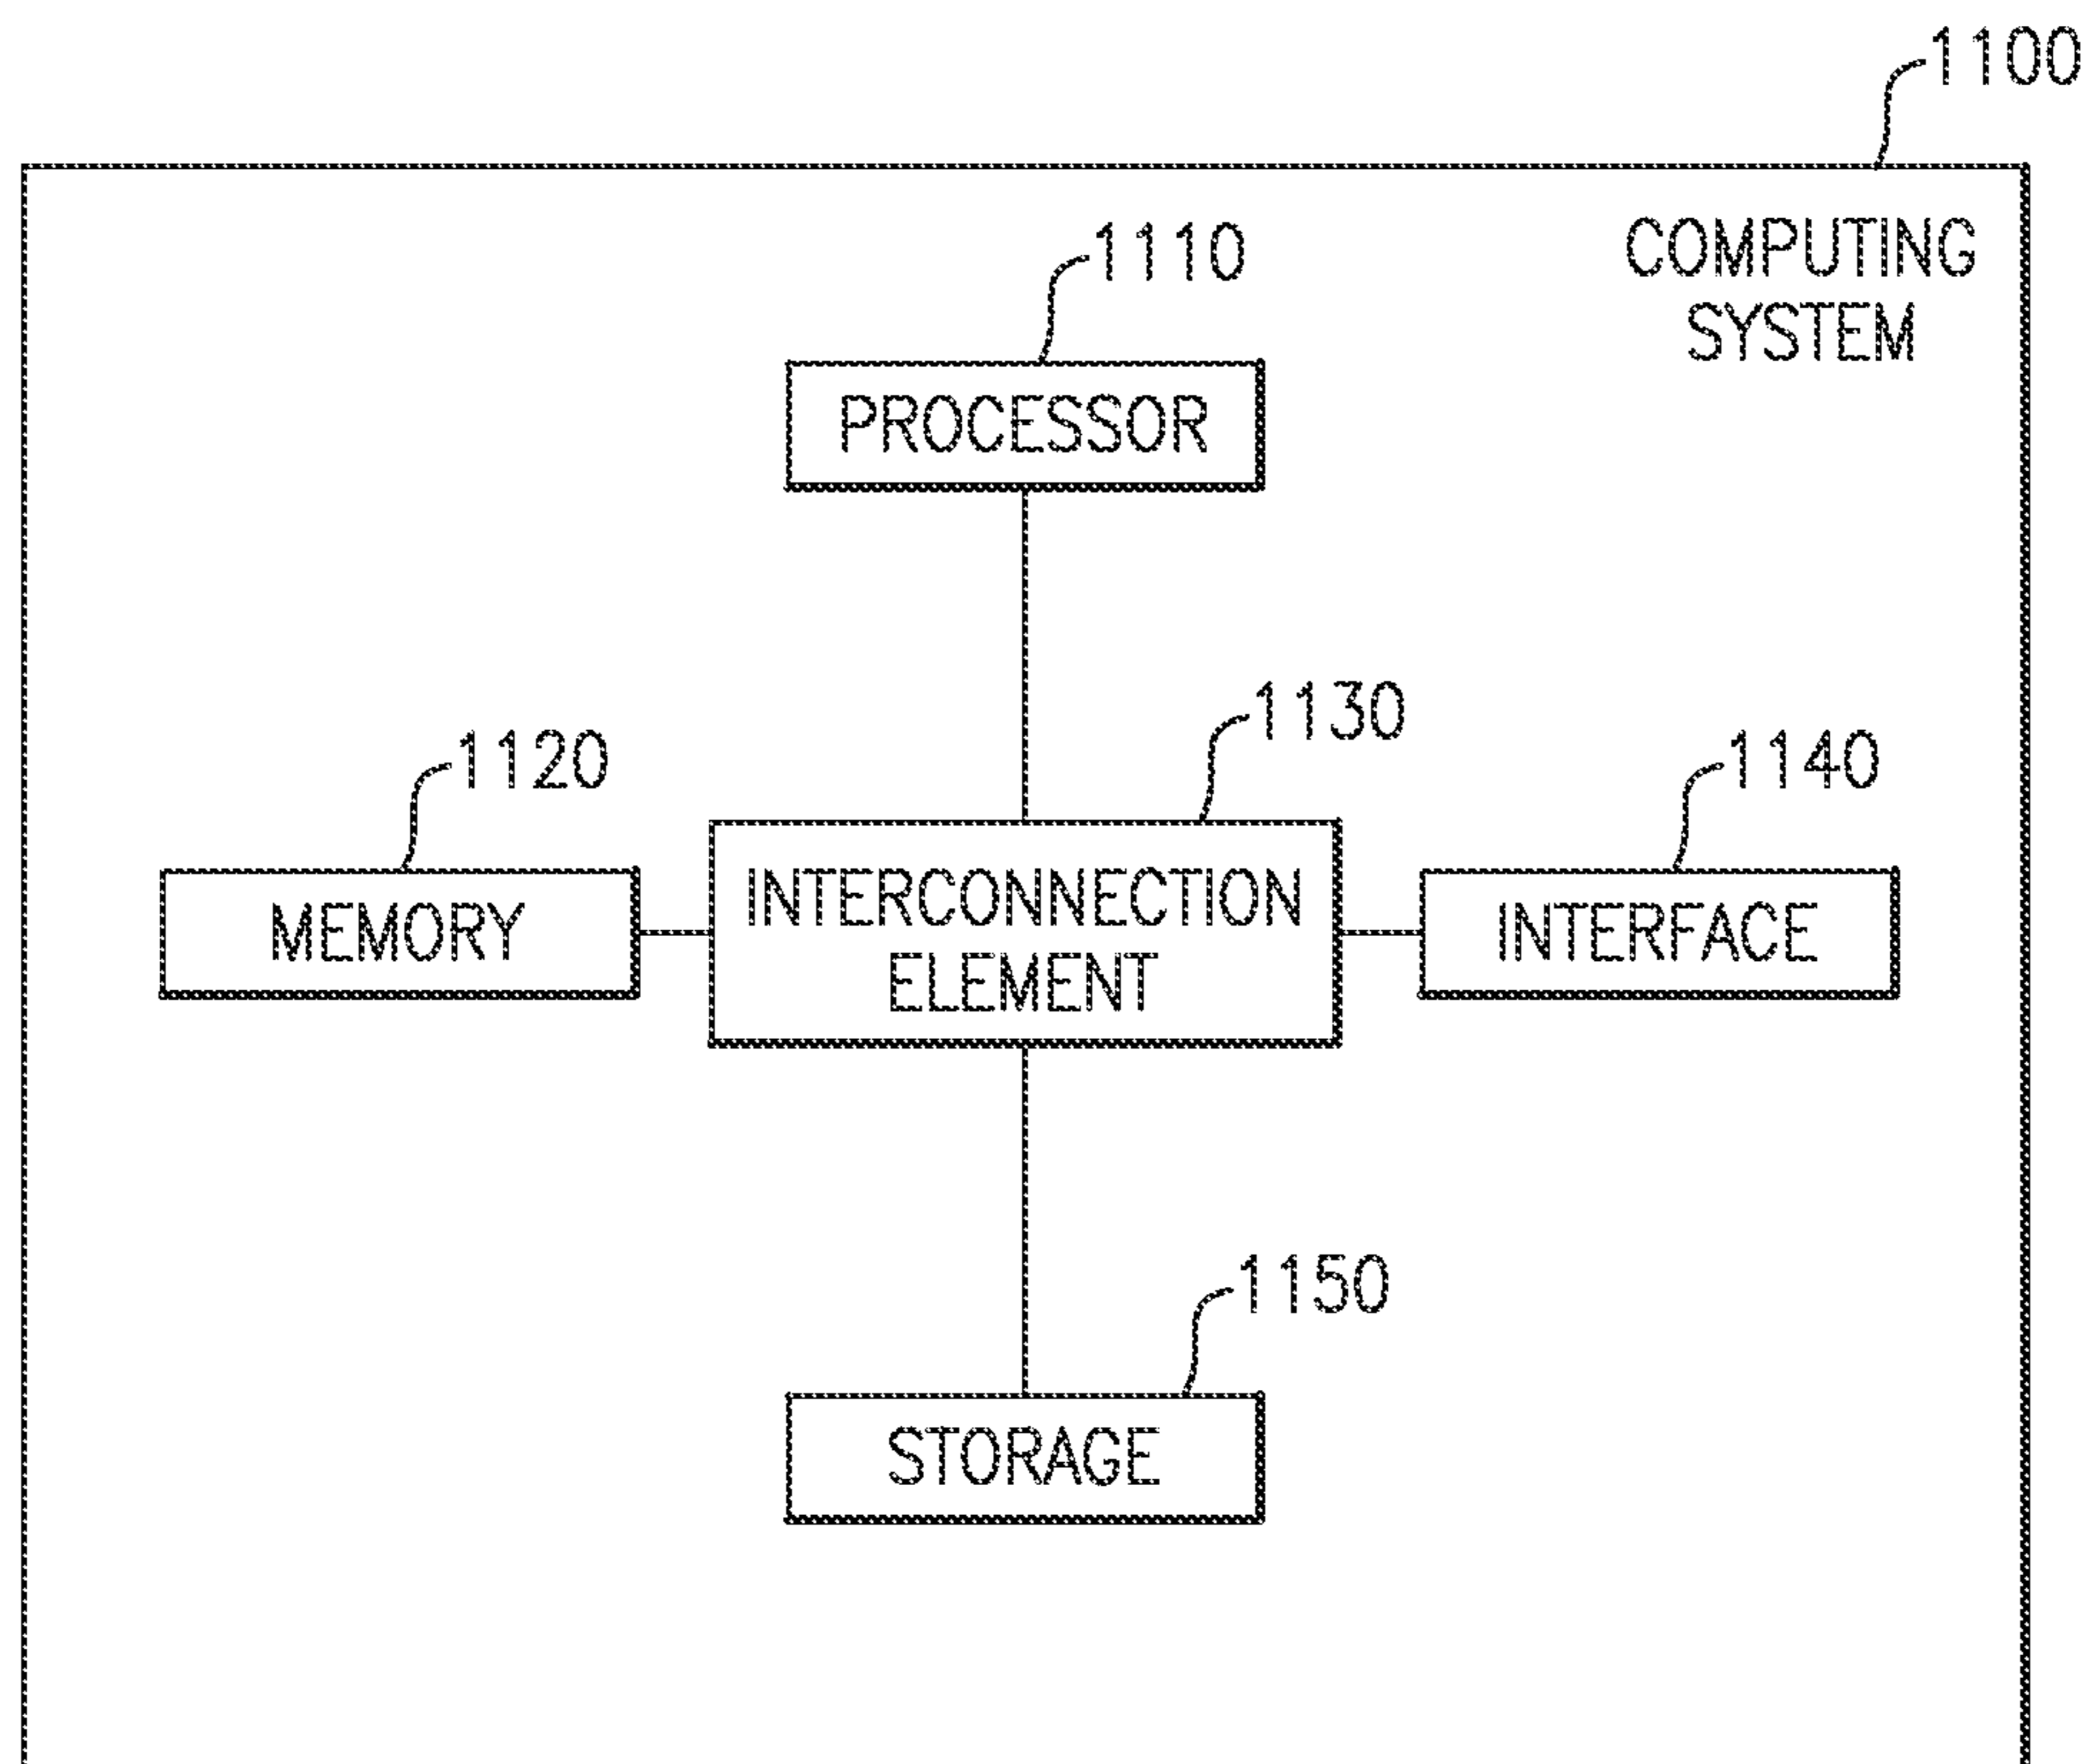 1100
COMPUTING
SYSTEM
1110
PROCESSOR
1130
1120
1140
INTERCONNECTION
ELEMENT
MEMORY
INTERFACE
1150
STORAGE